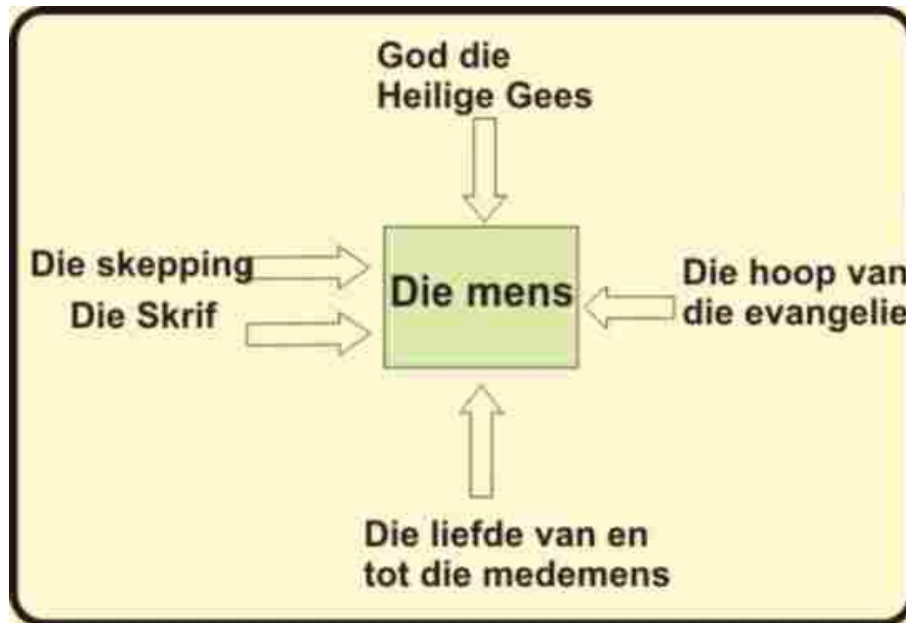 God die
Heilige Gees
Die skepping
Die Skrif
Die mens
Die hoop van
die evangelie
Die liefde van en
tot die medemens